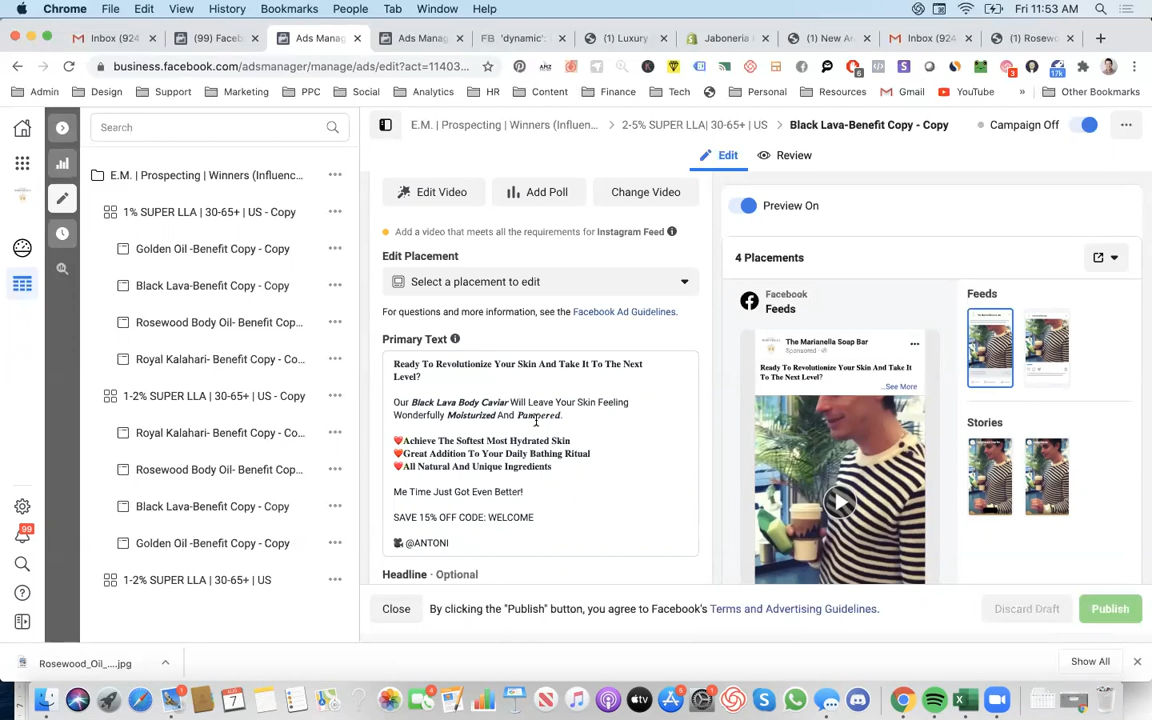 Chrome File Edit View History Bookmarks People Tab Window Help Fri 11:53 AM
Inbox (924 (99) Faceb Ads Manag Ads Manag FB 'dynamic': (1) Luxury Jaboneria (1) New Ar Inbox (924 (1) Rosew
business.facebook.com/adsmanager/manage/ads/edit?act=11403...
Admin Design Support Marketing PPC Social Analytics HR Content Finance Tech Personal Resources Gmail YouTube » Other Bookmarks
Search
E.M. | Prospecting | Winners (Influen... 2-5% SUPER LLA| 30-65+ | US Black Lava-Benefit Copy - Copy Campaign Off
Edit Review
E.M. | Prospecting | Winners (Influenc...
1% SUPER LLA | 30-65+ | US - Copy
Golden Oil -Benefit Copy - Copy
Black Lava-Benefit Copy - Copy
Rosewood Body Oil- Benefit Cop...
Royal Kalahari- Benefit Copy - Co...
1-2% SUPER LLA | 30-65+ | US - Copy
Royal Kalahari- Benefit Copy - Co...
Rosewood Body Oil- Benefit Cop...
Black Lava-Benefit Copy - Copy
Golden Oil -Benefit Copy - Copy
1-2% SUPER LLA | 30-65+ | US
99
Edit Video Add Poll Change Video
Add a video that meets all the requirements for Instagram Feed
Edit Placement
Select a placement to edit
For questions and more information, see the Facebook Ad Guidelines.
Primary Text
Ready To Revolutionize Your Skin And Take It To The Next
Level?
Our Black Lava Body Caviar Will Leave Your Skin Feeling
Wonderfully Moisturized And Pampered.
❤️Achieve The Softest Most Hydrated Skin
❤️Great Addition To Your Daily Bathing Ritual
❤️All Natural And Unique Ingredients
Me Time Just Got Even Better!
SAVE 15% OFF CODE: WELCOME
🎥 @ANTONI
Headline · Optional
Preview On
4 Placements
Facebook
Feeds
The Marianella Soap Bar
Sponsored ·
Ready To Revolutionize Your Skin And Take It
To The Next Level?
...See More
Feeds
Stories
Close By clicking the "Publish" button, you agree to Facebook's Terms and Advertising Guidelines. Discard Draft Publish
Rosewood_Oil_....jpg Show All